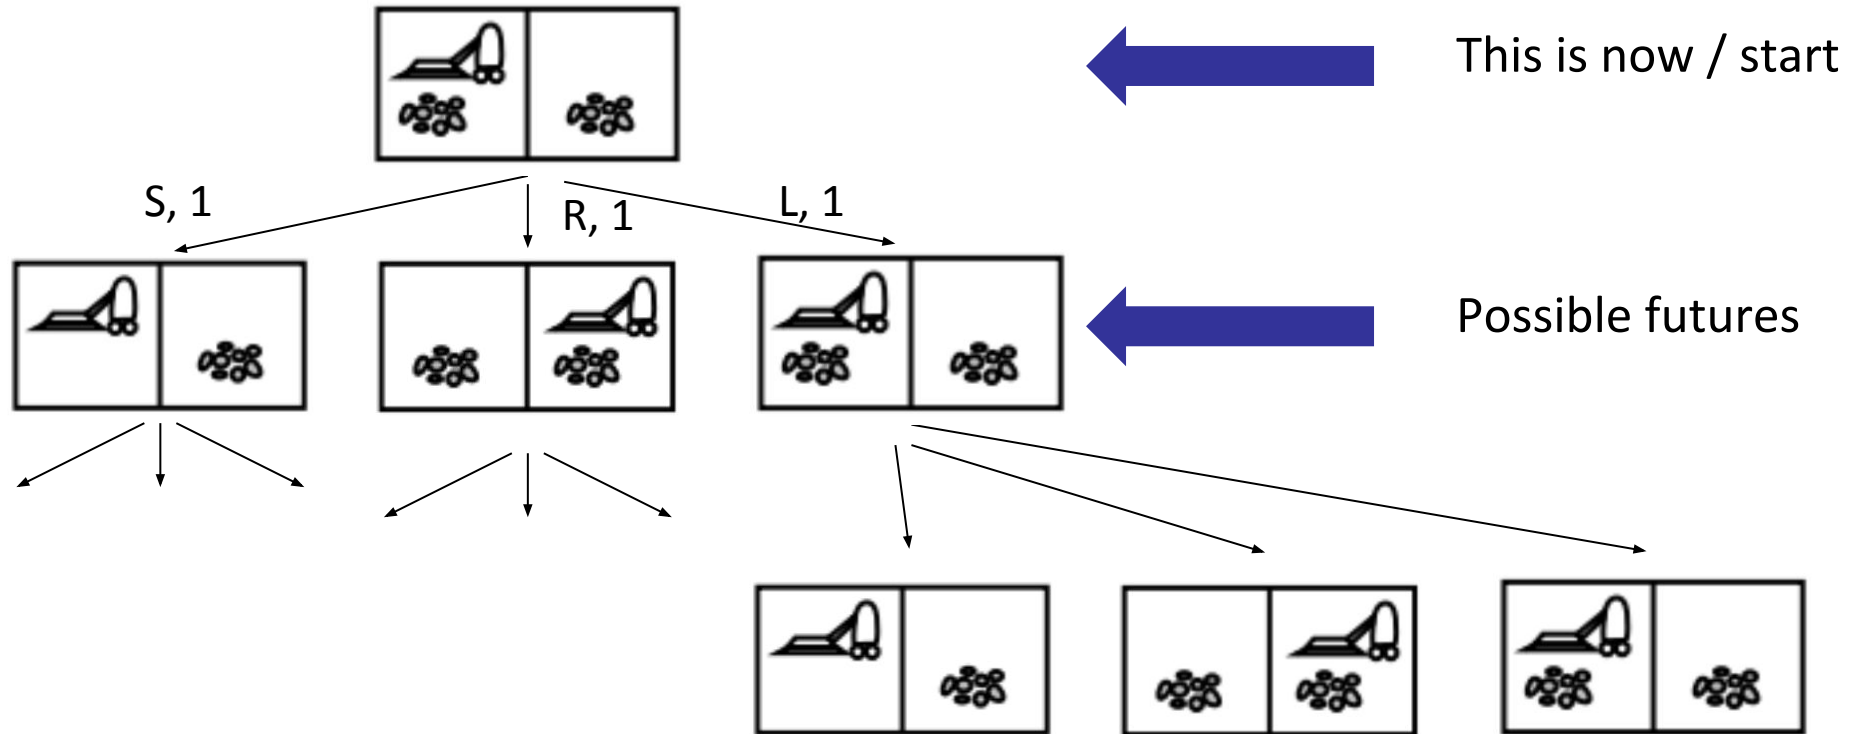 This is now / start
S, 1
R, 1
L, 1
Possible futures